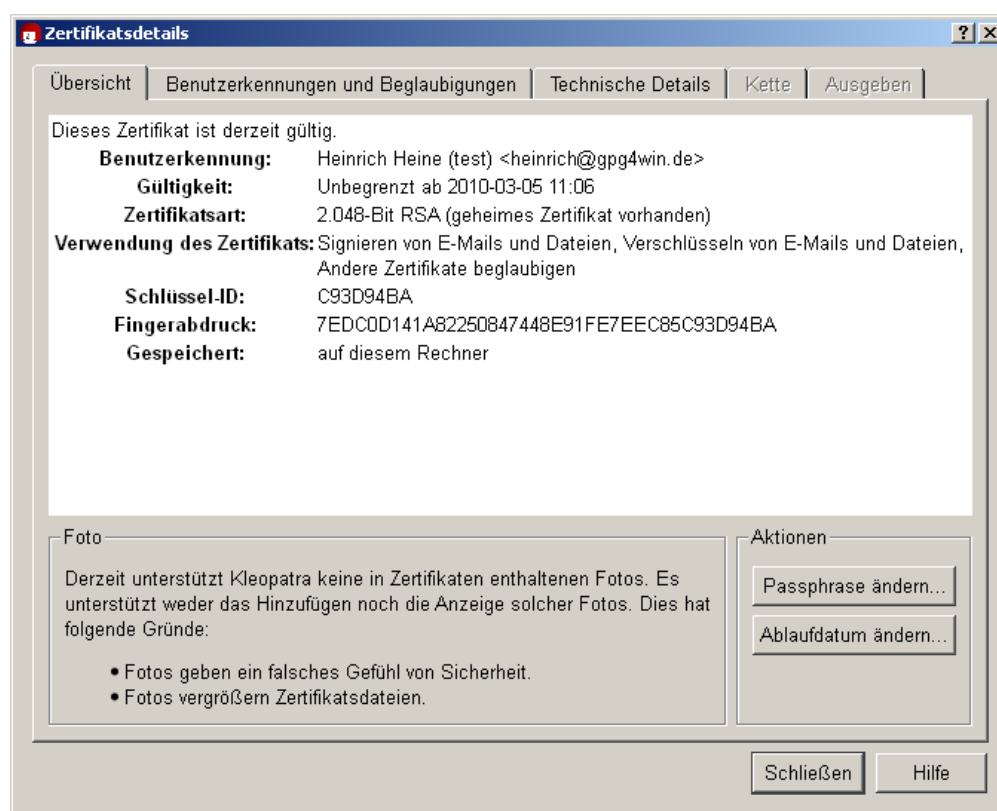 Zertifikatsdetails
Übersicht
Benutzerkennungen und Beglaubigungen
Technische Details
Kette
Ausgeben
Dieses Zertifikat ist derzeit gültig.
Benutzerkennung: Heinrich Heine (test) <heinrich@gpg4win.de>
Gültigkeit: Unbegrenzt ab 2010-03-05 11:06
Zertifikatsart: 2.048-Bit RSA (geheimes Zertifikat vorhanden)
Verwendung des Zertifikats: Signieren von E-Mails und Dateien, Verschlüsseln von E-Mails und Dateien,
Andere Zertifikate beglaubigen
Schlüssel-ID: C93D94BA
Fingerabdruck: 7EDC0D141A82250847448E91FE7EEC85C93D94BA
Gespeichert: auf diesem Rechner
Foto
Derzeit unterstützt Kleopatra keine in Zertifikaten enthaltenen Fotos. Es
unterstützt weder das Hinzufügen noch die Anzeige solcher Fotos. Dies hat
folgende Gründe:
• Fotos geben ein falsches Gefühl von Sicherheit.
• Fotos vergrößern Zertifikatsdateien.
Aktionen
Passphrase ändern...
Ablaufdatum ändern...
Schließen
Hilfe